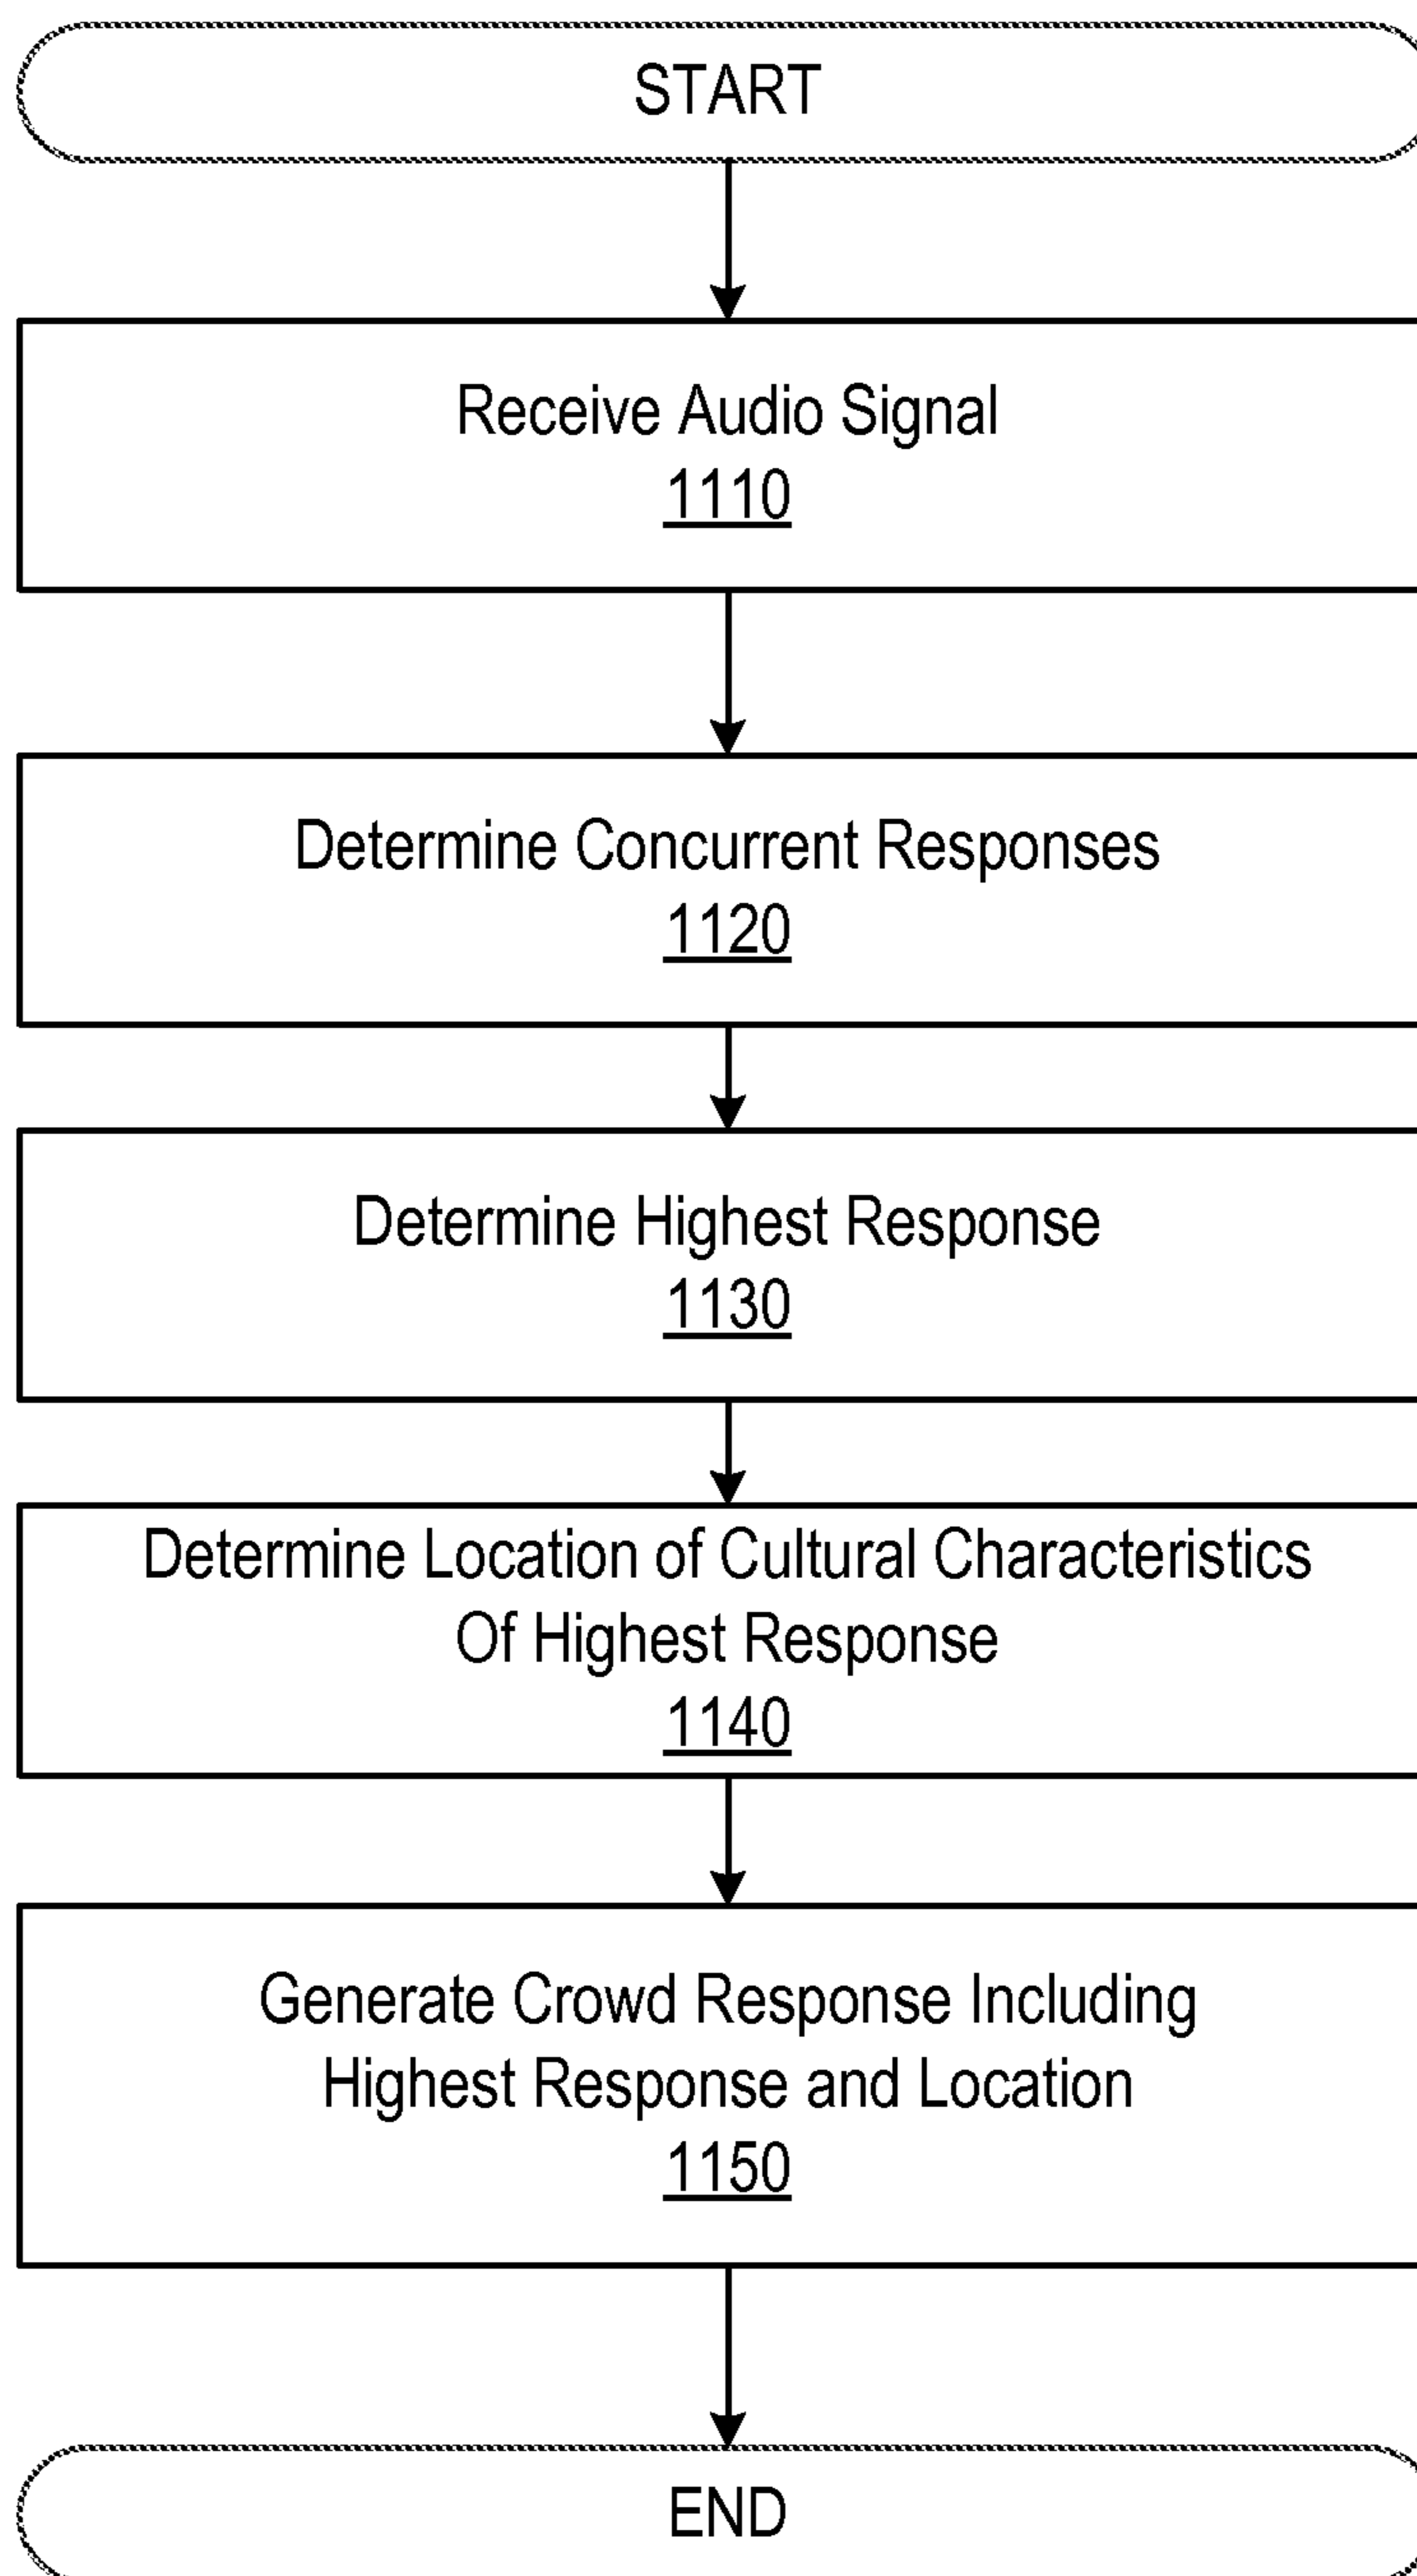 START
Receive Audio Signal
1110
Determine Concurrent Responses
1120
Determine Highest Response
1130
Determine Location of Cultural Characteristics
Of Highest Response
1140
Generate Crowd Response Including
Highest Response and Location
1150
END